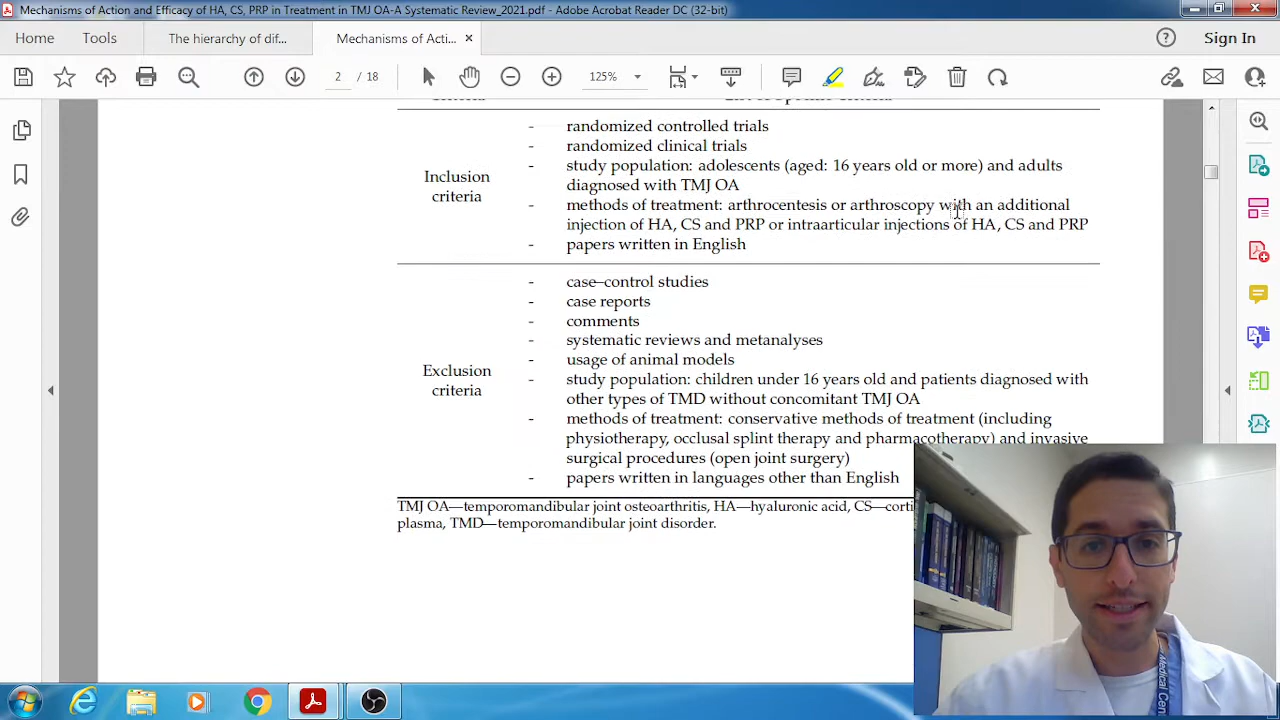 Mechanisms of Action and Efficacy of HA, CS, PRP in Treatment in TMJ OA-A Systematic Review_2021.pdf - Adobe Acrobat Reader DC (32-bit)
Home Tools The hierarchy of dif... Mechanisms of Acti... Sign In
2 / 18 125%
Criteria List of Specific Criteria
- randomized controlled trials
- randomized clinical trials
- study population: adolescents (aged: 16 years old or more) and adults
diagnosed with TMJ OA
Inclusion
criteria
- methods of treatment: arthrocentesis or arthroscopy with an additional
injection of HA, CS and PRP or intraarticular injections of HA, CS and PRP
- papers written in English
- case–control studies
- case reports
- comments
- systematic reviews and metanalyses
- usage of animal models
Exclusion
criteria
- study population: children under 16 years old and patients diagnosed with
other types of TMD without concomitant TMJ OA
- methods of treatment: conservative methods of treatment (including
physiotherapy, occlusal splint therapy and pharmacotherapy) and invasive
surgical procedures (open joint surgery)
- papers written in languages other than English
TMJ OA—temporomandibular joint osteoarthritis, HA—hyaluronic acid, CS—corti
plasma, TMD—temporomandibular joint disorder.
Medical Cen